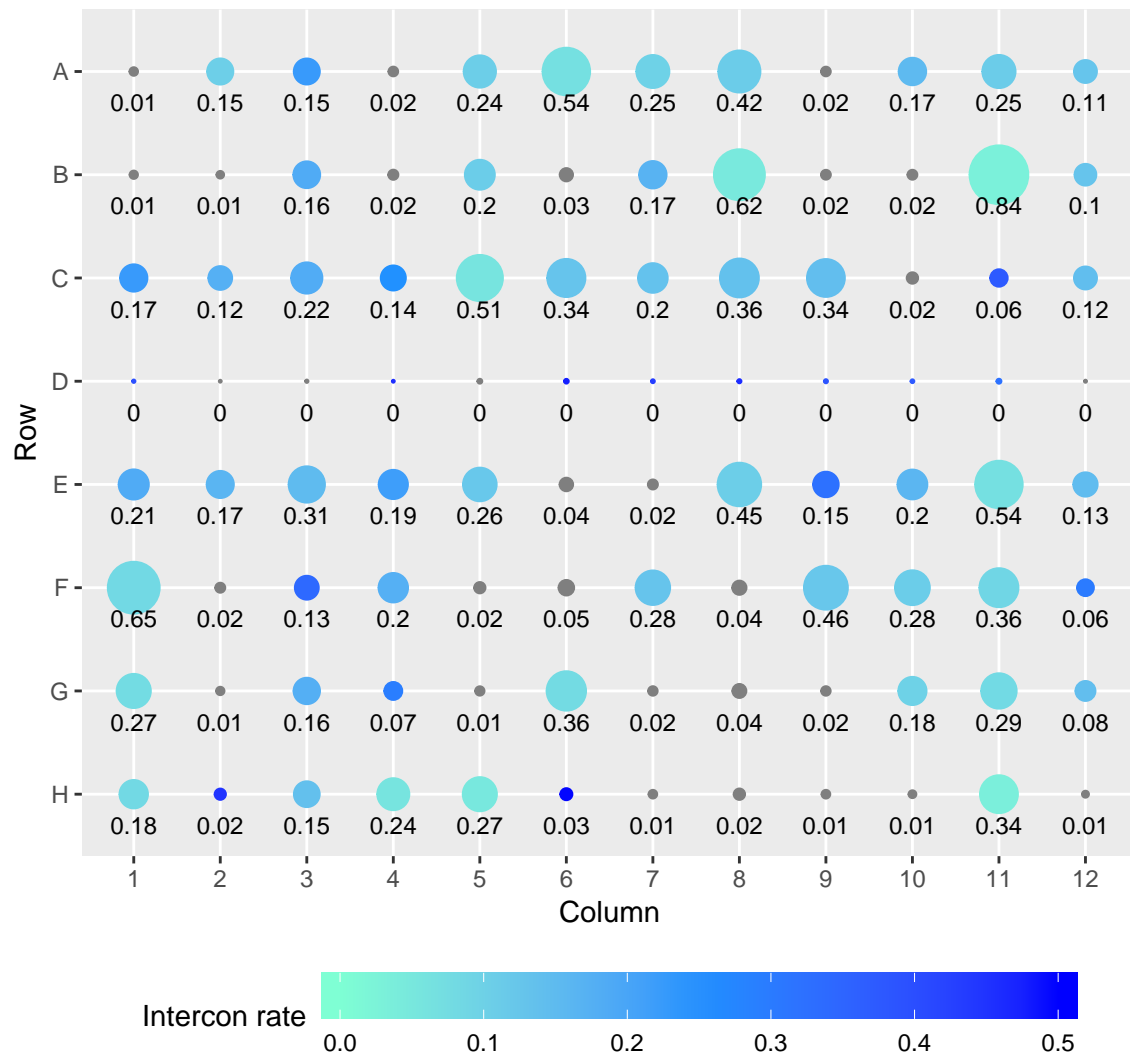 A
0.01 0.15 0.15 0.02 0.24 0.54 0.25 0.42 0.02 0.17 0.25 0.11
B
0.01 0.01 0.16 0.02 0.2 0.03 0.17 0.62 0.02 0.02 0.84 0.1
C
0.17 0.12 0.22 0.14 0.51 0.34 0.2 0.36 0.34 0.02 0.06 0.12
D
0 0 0 0 0 0 0 0 0 0 0 0
Row
E
0.21 0.17 0.31 0.19 0.26 0.04 0.02 0.45 0.15 0.2 0.54 0.13
F
0.65 0.02 0.13 0.2 0.02 0.05 0.28 0.04 0.46 0.28 0.36 0.06
G
0.27 0.01 0.16 0.07 0.01 0.36 0.02 0.04 0.02 0.18 0.29 0.08
H
0.18 0.02 0.15 0.24 0.27 0.03 0.01 0.02 0.01 0.01 0.34 0.01
1 2 3 4 5 6 7 8 9 10 11 12
Column
Intercon rate
0.0 0.1 0.2 0.3 0.4 0.5